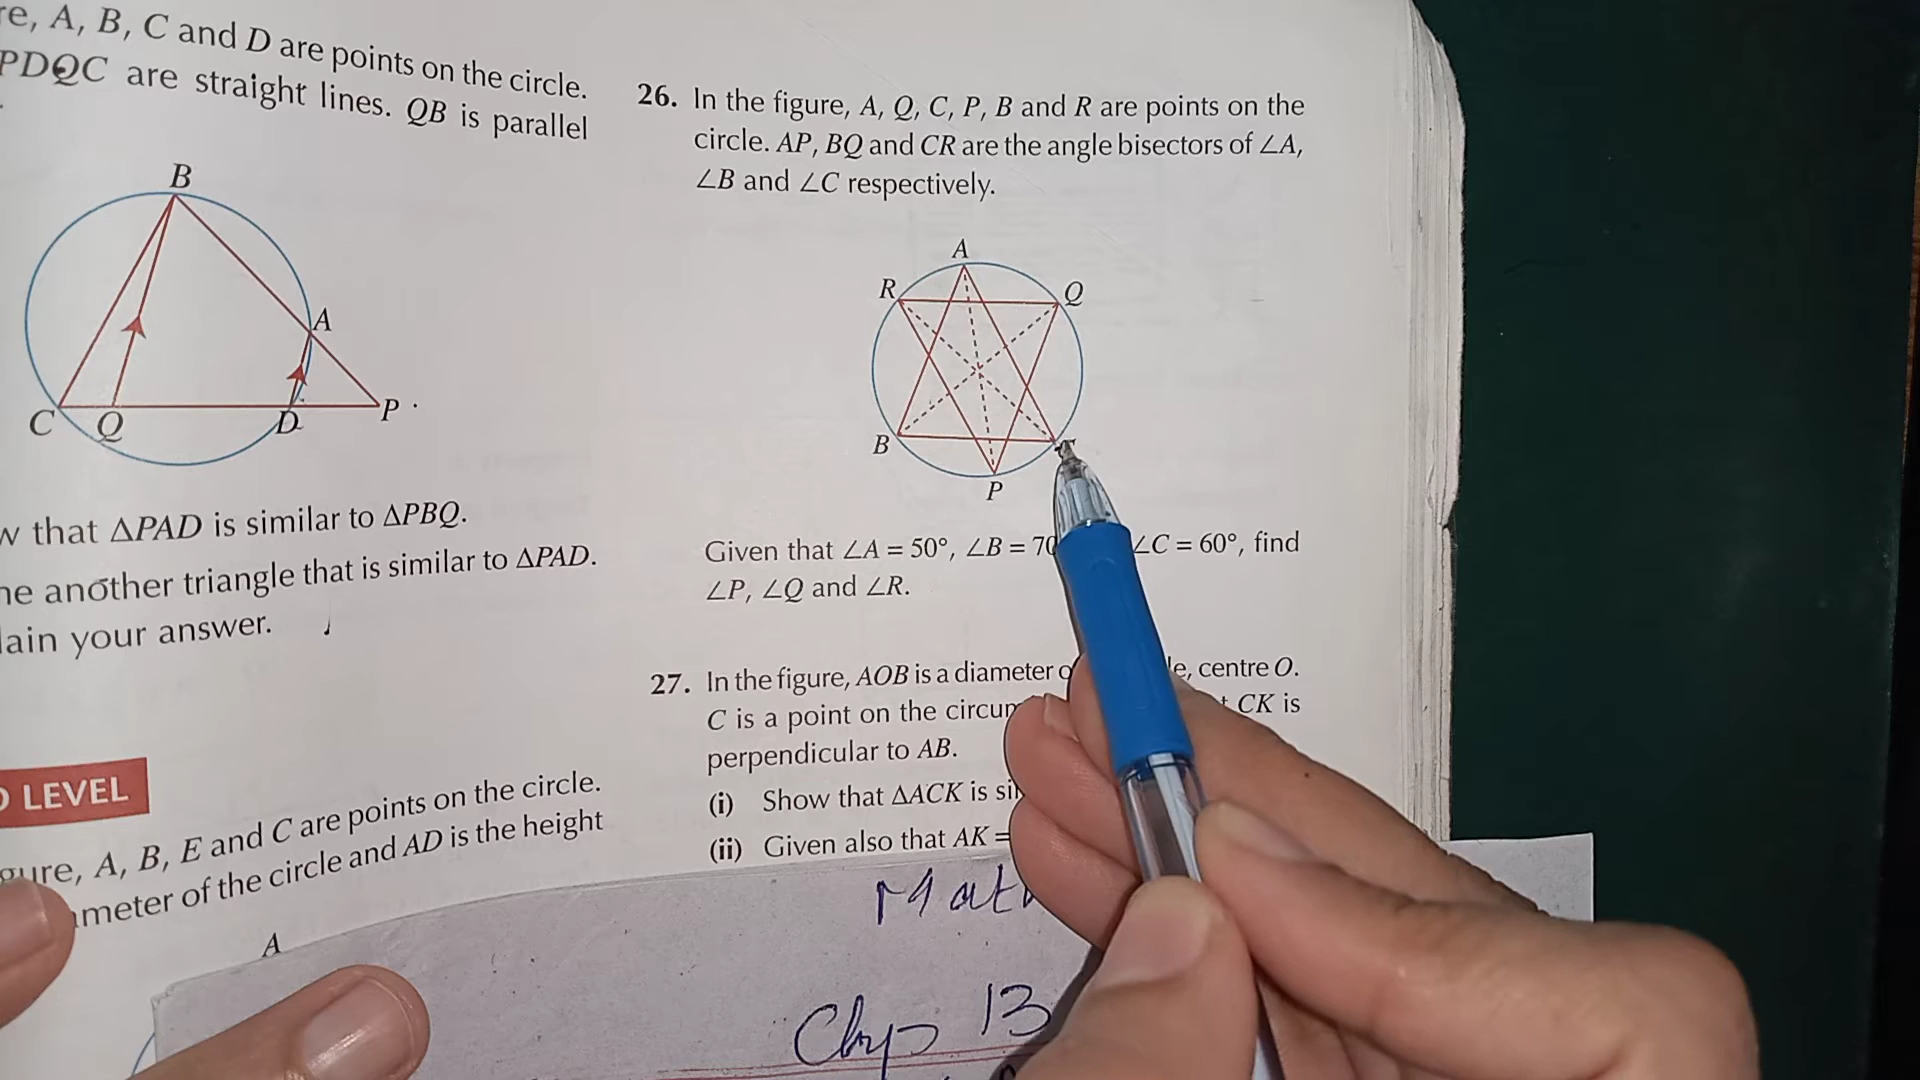 re, A, B, C and D are points on the circle.
PDQC are straight lines. QB is parallel
B
A
C
Q
D
P
w that ΔPAD is similar to ΔPBQ.
ne another triangle that is similar to ΔPAD.
lain your answer.
LEVEL
gure, A, B, E and C are points on the circle.
meter of the circle and AD is the height
A
26. In the figure, A, Q, C, P, B and R are points on the
circle. AP, BQ and CR are the angle bisectors of ∠A,
∠B and ∠C respectively.
A
R
Q
B
P
Given that ∠A = 50°, ∠B = 70 ∠C = 60°, find
∠P, ∠Q and ∠R.
27. In the figure, AOB is a diameter o le, centre O.
C is a point on the circum CK is
perpendicular to AB.
(i) Show that ΔACK is sin
(ii) Given also that AK =
Math
Chp 13